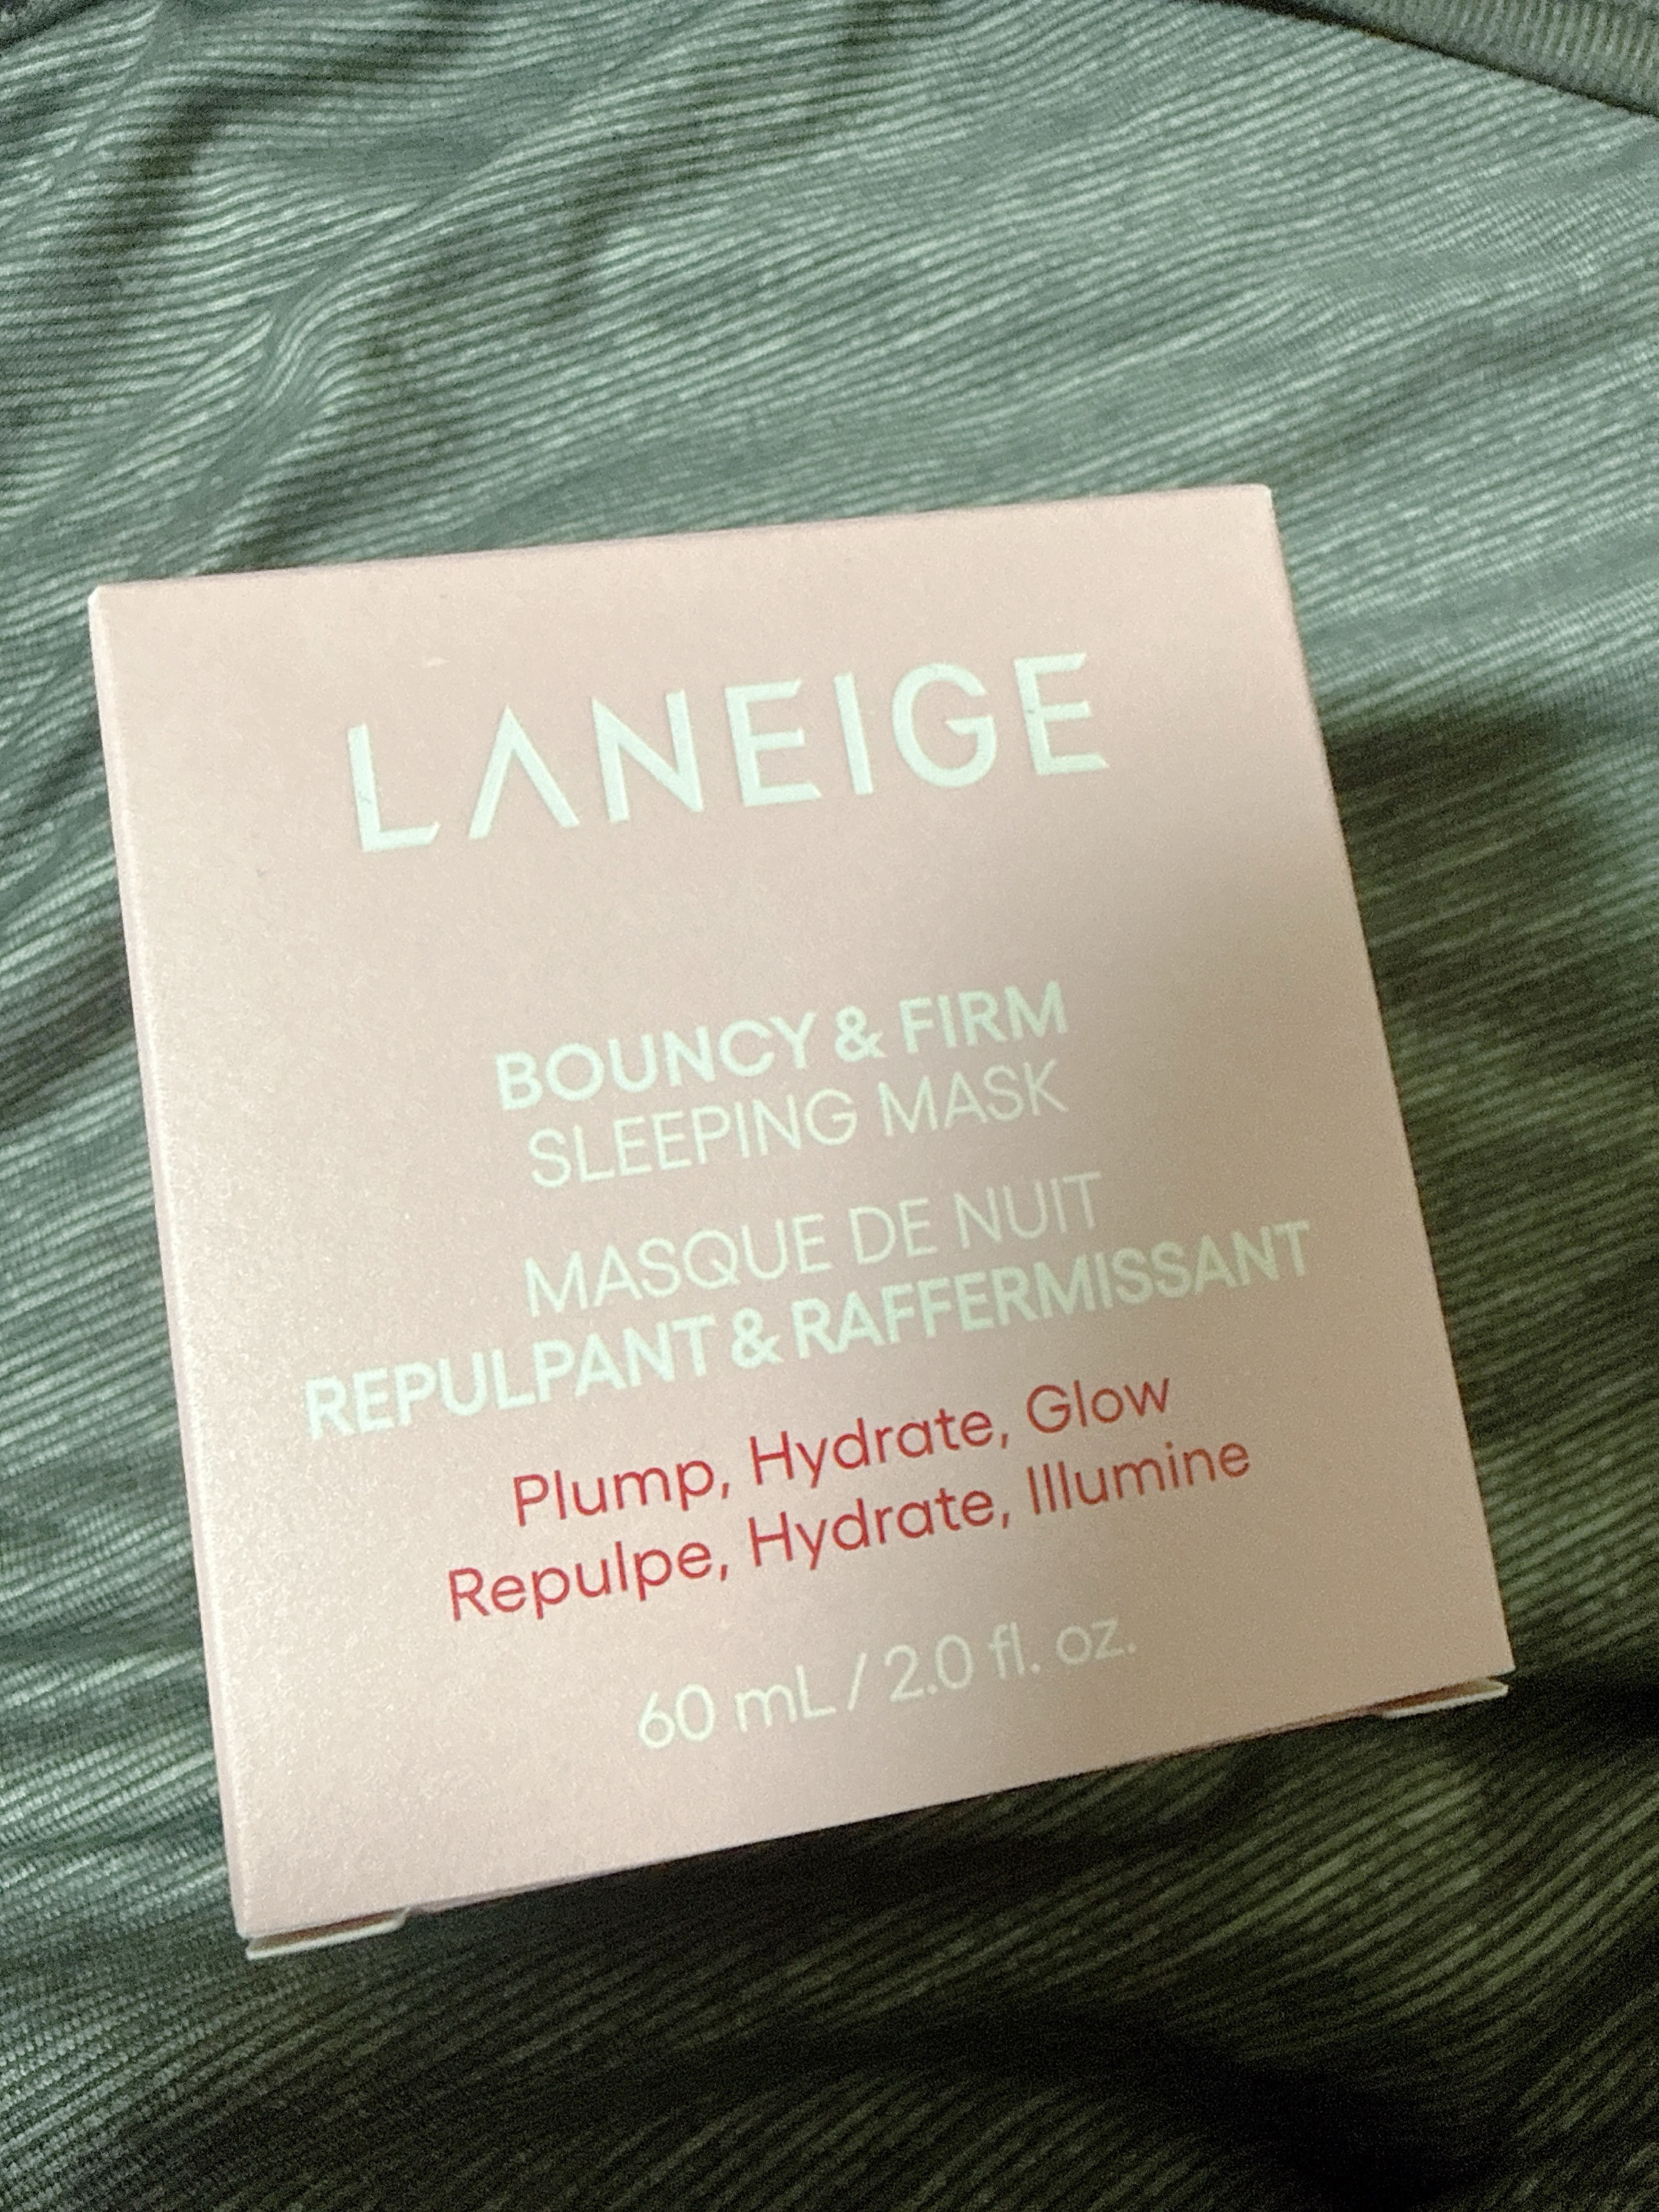 LANEIGE
BOUNCY & FIRM
SLEEPING MASK
MASQUE DE NUIT
REPULPANT & RAFFERMISSANT
Plump, Hydrate, Glow
Repulpe, Hydrate, Illumine
60 mL / 2.0 fl. oz.